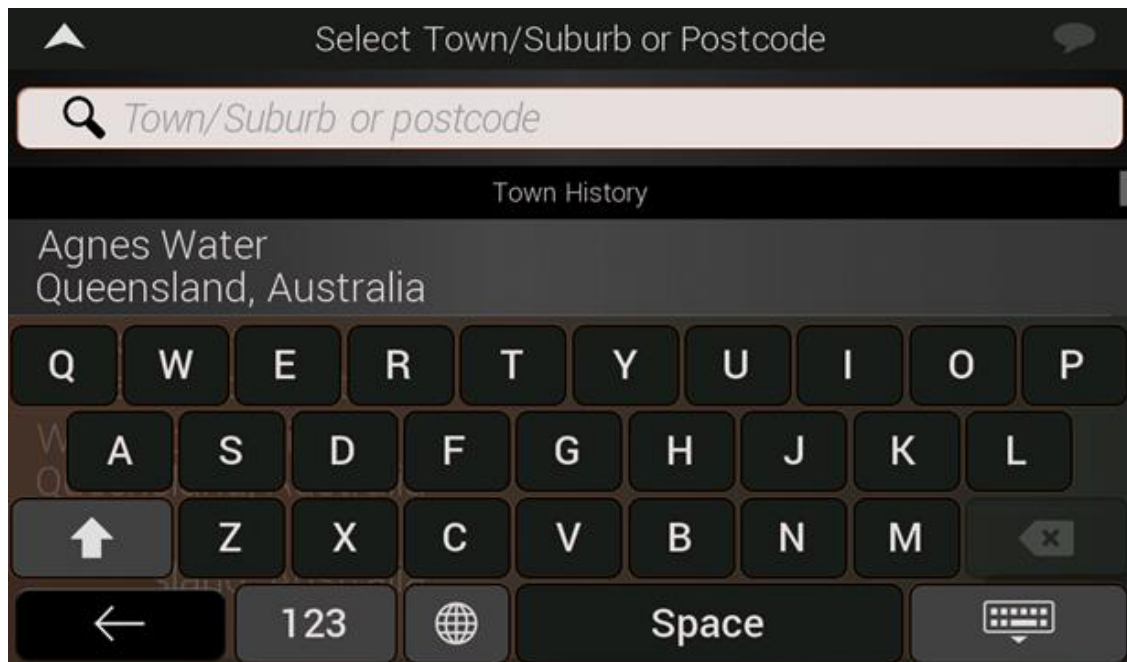 Select Town/Suburb or Postcode
Town/Suburb or postcode
Town History
Agnes Water
Queensland, Australia
Q W E R T Y U I O P
A S D F G H J K L
Z X C V B N M
123 Space